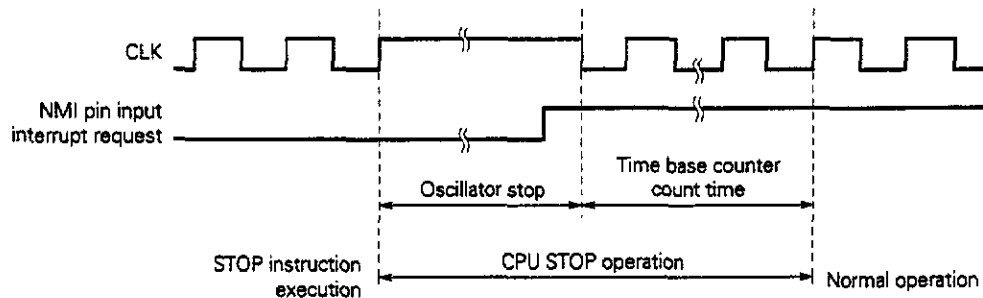 CLK
NMI pin input
interrupt request
Oscillator stop
Time base counter
count time
STOP instruction
execution
CPU STOP operation
Normal operation